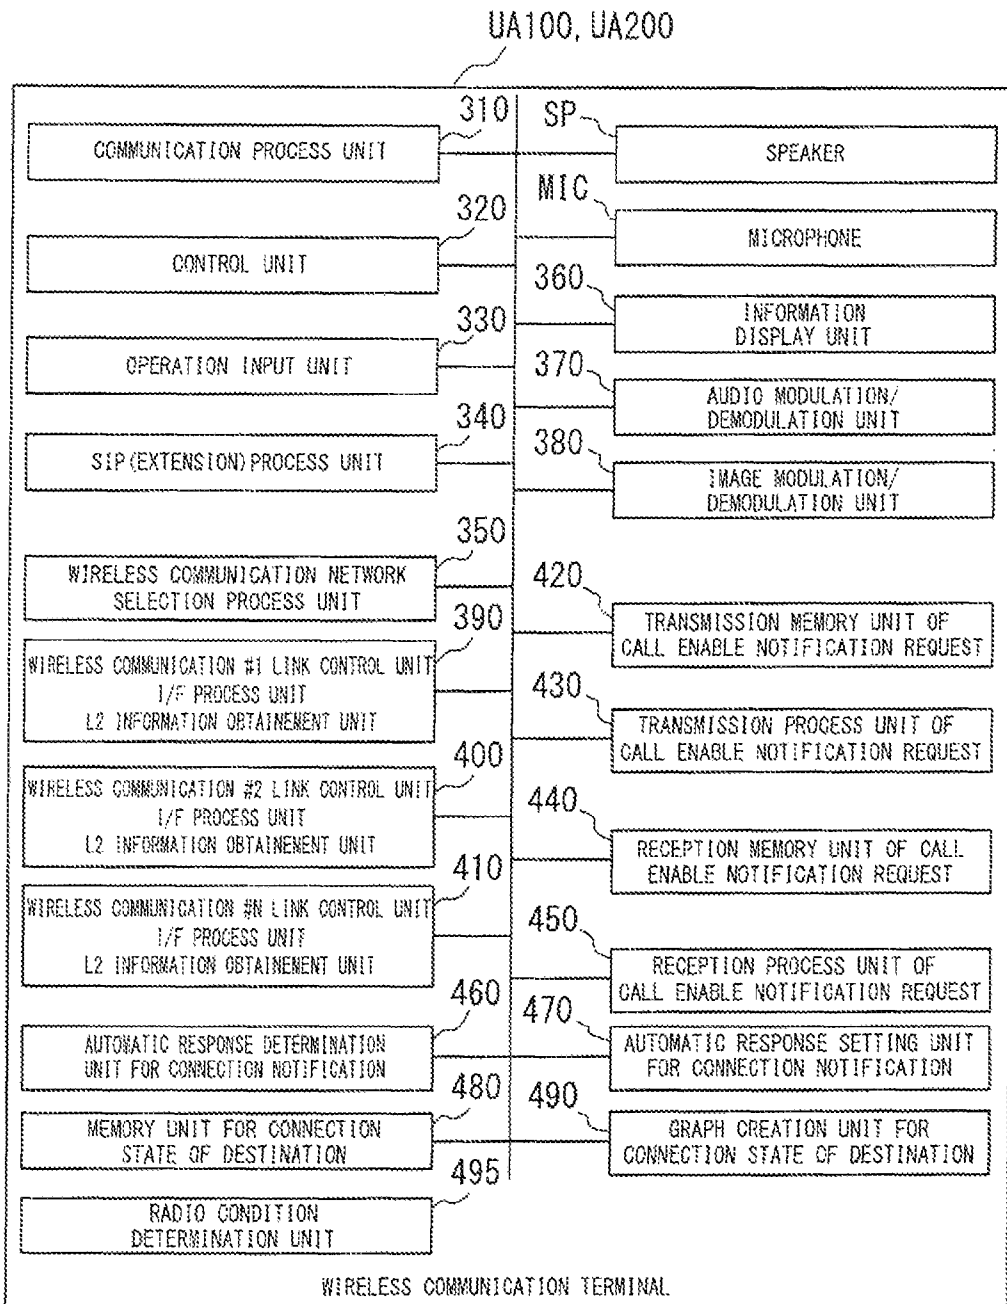 UA100, UA200
310
COMMUNICATION PROCESS UNIT
320
CONTROL UNIT
330
OPERATION INPUT UNIT
340
SIP(EXTENSION)PROCESS UNIT
350
WIRELESS COMMUNICATION NETWORK
SELECTION PROCESS UNIT
390
WIRELESS COMMUNICATION #1 LINK CONTROL UNIT
I/F PROCESS UNIT
L2 INFORMATION OBTAINEMENT UNIT
400
WIRELESS COMMUNICATION #2 LINK CONTROL UNIT
I/F PROCESS UNIT
L2 INFORMATION OBTAINEMENT UNIT
410
WIRELESS COMMUNICATION #N LINK CONTROL UNIT
I/F PROCESS UNIT
L2 INFORMATION OBTAINEMENT UNIT
460
AUTOMATIC RESPONSE DETERMINATION
UNIT FOR CONNECTION NOTIFICATION
480
MEMORY UNIT FOR CONNECTION
STATE OF DESTINATION
495
RADIO CONDITION
DETERMINATION UNIT
SP
SPEAKER
MIC
MICROPHONE
360
INFORMATION
DISPLAY UNIT
370
AUDIO MODULATION/
DEMODULATION UNIT
380
IMAGE MODULATION/
DEMODULATION UNIT
420
TRANSMISSION MEMORY UNIT OF
CALL ENABLE NOTIFICATION REQUEST
430
TRANSMISSION PROCESS UNIT OF
CALL ENABLE NOTIFICATION REQUEST
440
RECEPTION MEMORY UNIT OF CALL
ENABLE NOTIFICATION REQUEST
450
RECEPTION PROCESS UNIT OF
CALL ENABLE NOTIFICATION REQUEST
470
AUTOMATIC RESPONSE SETTING UNIT
FOR CONNECTION NOTIFICATION
490
GRAPH CREATION UNIT FOR
CONNECTION STATE OF DESTINATION
WIRELESS COMMUNICATION TERMINAL